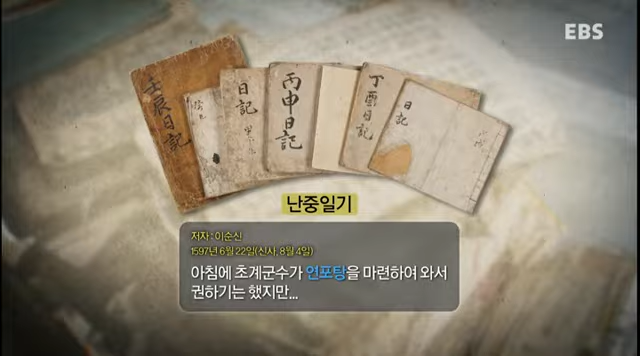 EBS
壬辰日記
日記
丙申日記
丁酉日記
日記
난중일기
저자 : 이순신
1597년 6월 22일(신사, 8월 4일)
아침에 초계군수가 연포탕을 마련하여 와서
권하기는 했지만...